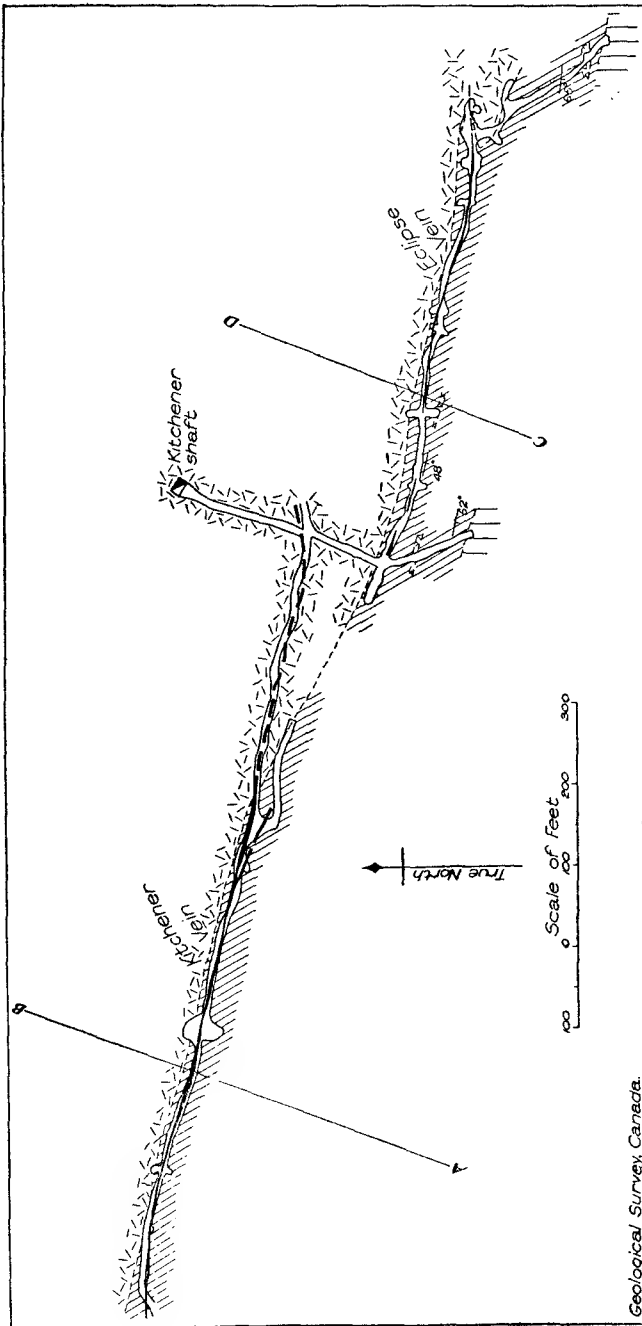 B
D
Kitchener
shaft
Kitchener
Vein
Eclipse
Vein
48°
62°
A
C
True North
100 0 100 200 300
Scale of Feet
Geological Survey, Canada.